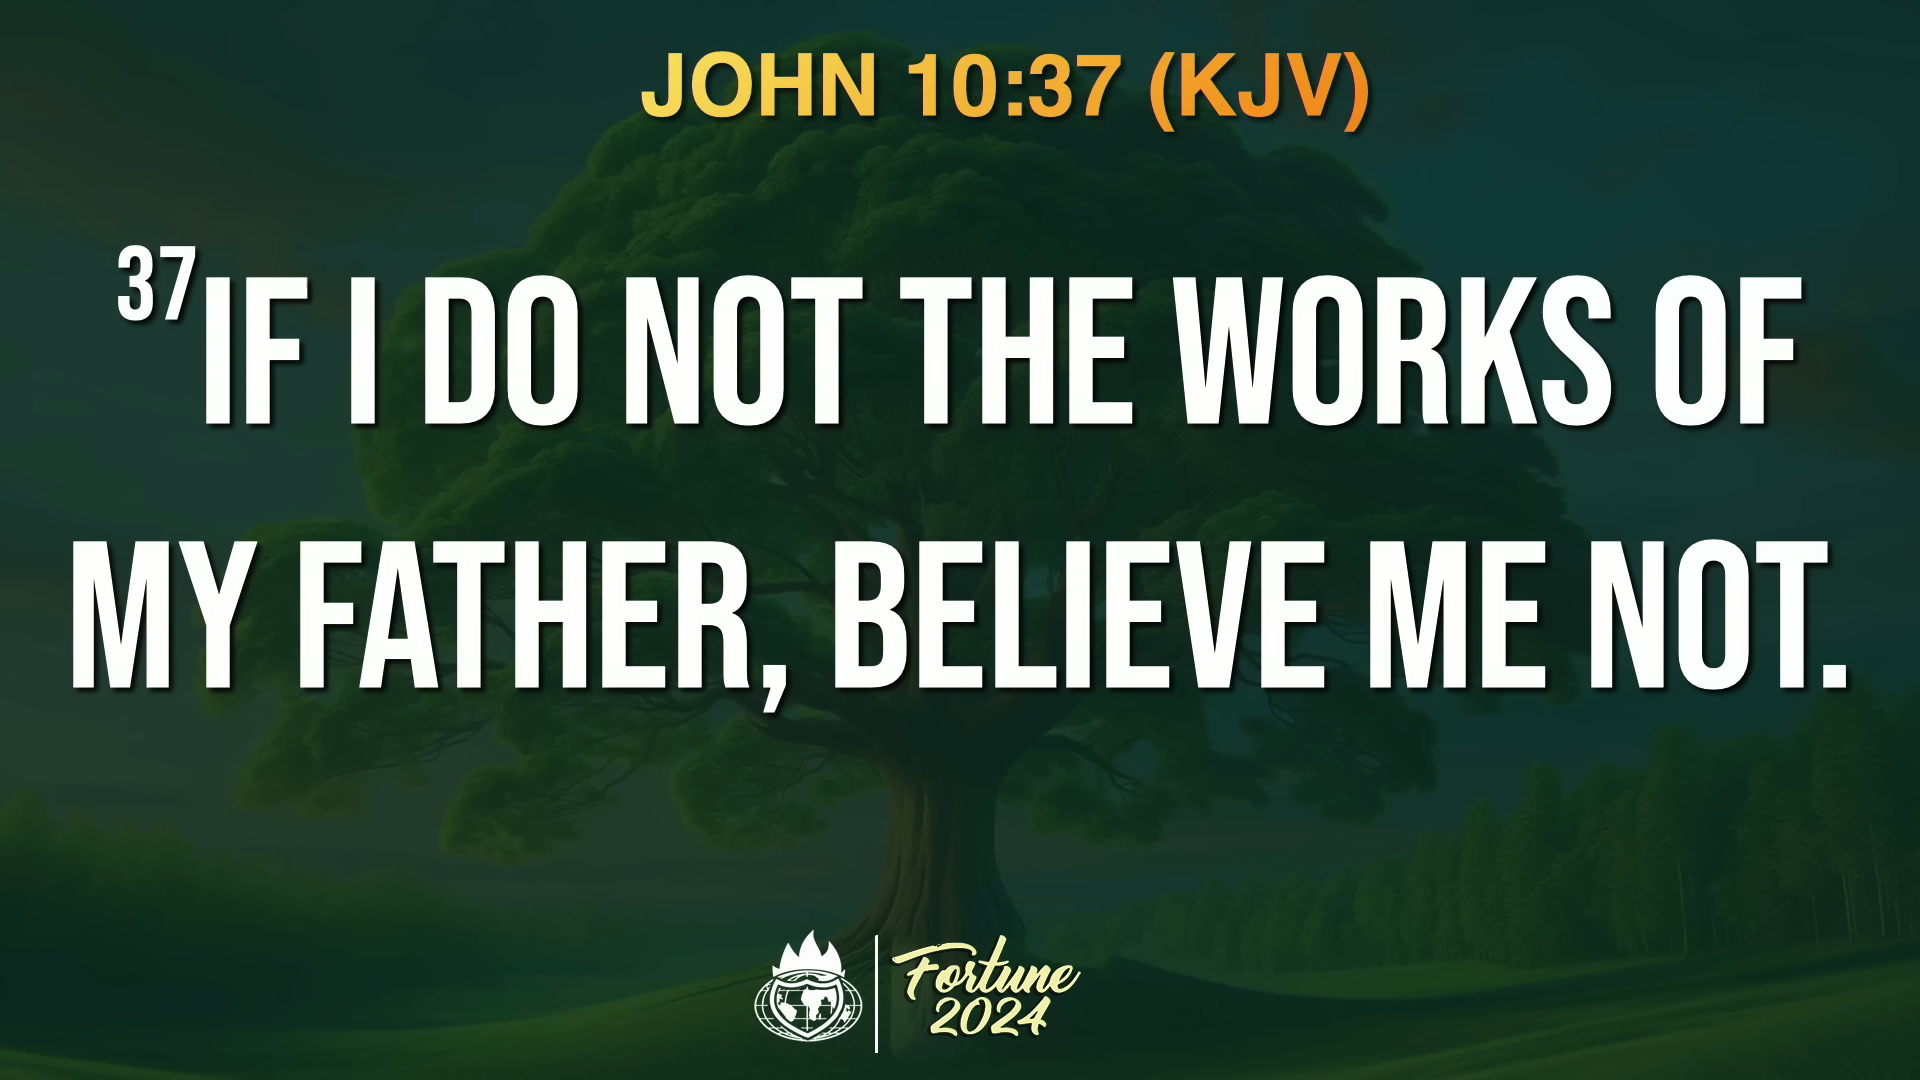 JOHN 10:37 (KJV)
37IF I DO NOT THE WORKS OF
MY FATHER, BELIEVE ME NOT.
Fortune
2024